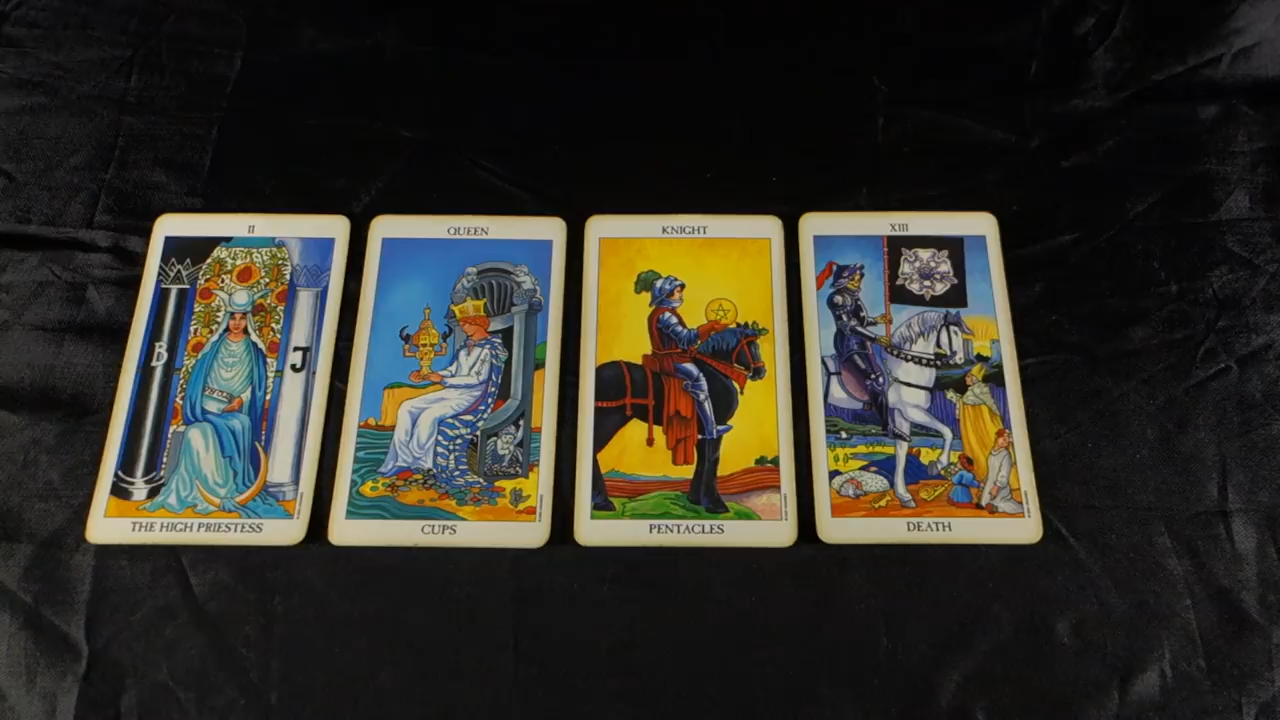 II
B
J
THE HIGH PRIESTESS
QUEEN
CUPS
KNIGHT
PENTACLES
XIII
DEATH